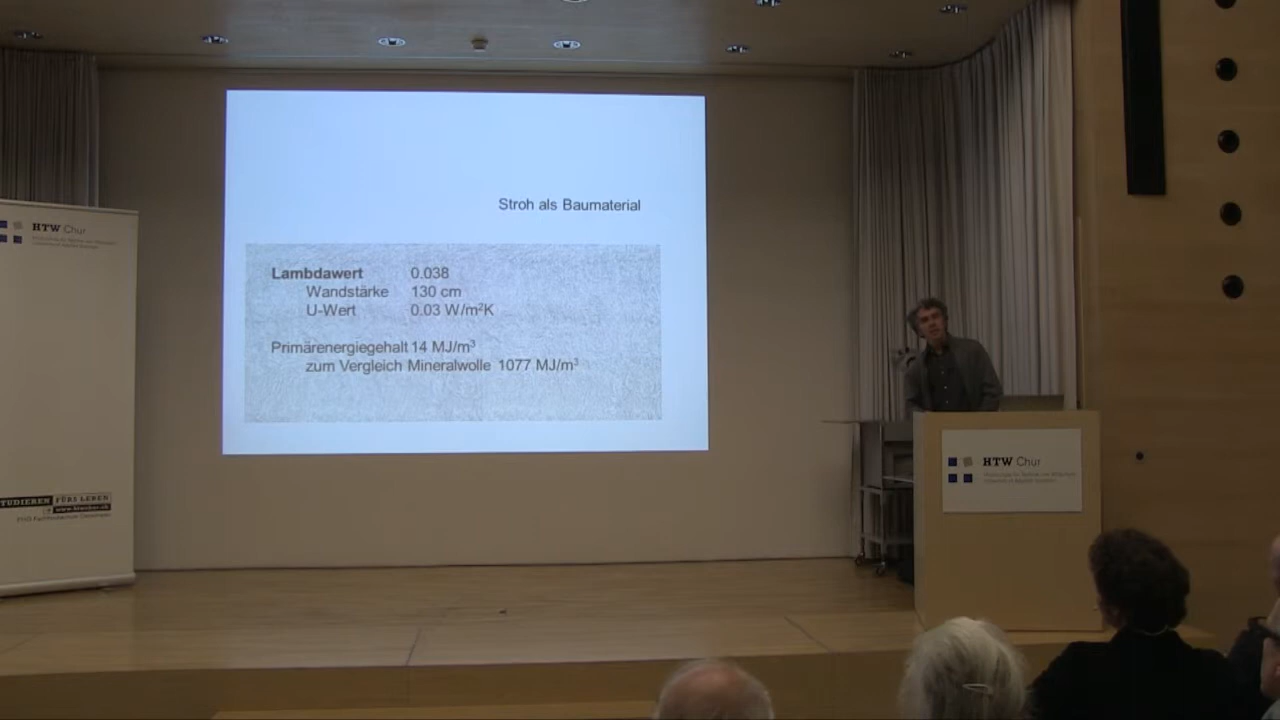 Stroh als Baumaterial
Lambdawert 0.038
Wandstärke 130 cm
U-Wert 0.03 W/m²K
Primärenergiegehalt 14 MJ/m³
zum Vergleich Mineralwolle 1077 MJ/m³
HTW Chur
TUDIEREN FÜRS LEBEN
HTW Chur